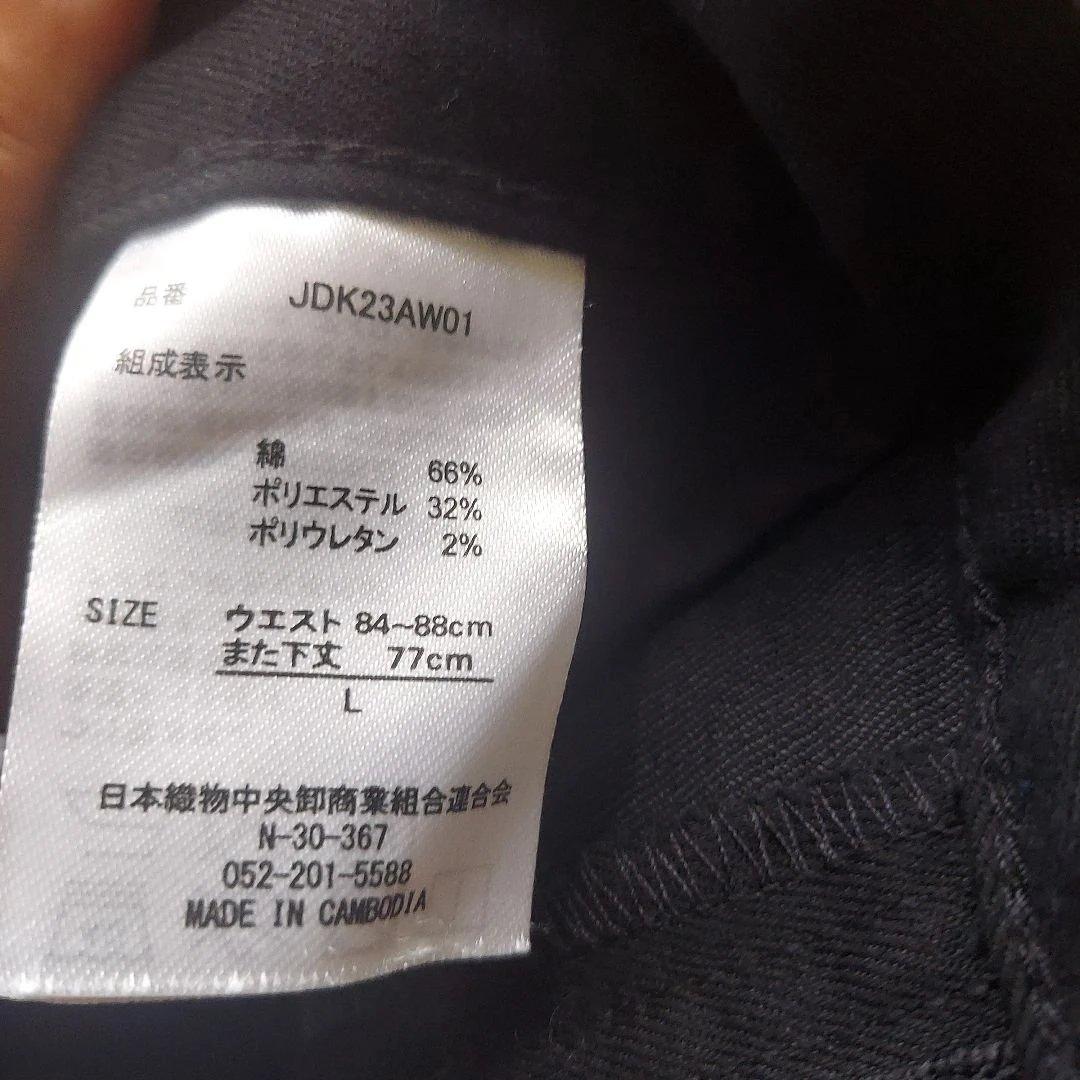 品番 JDK23AW01
組成表示
綿 66%
ポリエステル 32%
ポリウレタン 2%
SIZE ウエスト 84~88cm
また下丈 77cm
L
日本織物中央卸商業組合連合会
N-30-367
052-201-5588
MADE IN CAMBODIA